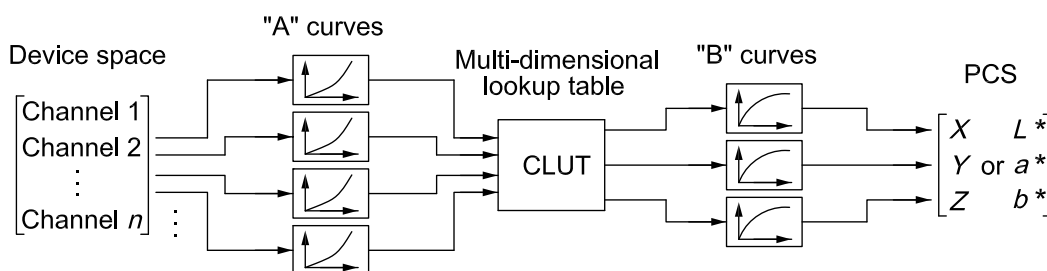 Device space
Channel 1
Channel 2
⋮
Channel n
⋮
"A" curves
Multi-dimensional
lookup table
CLUT
"B" curves
PCS
X L*
Y or a*
Z b*